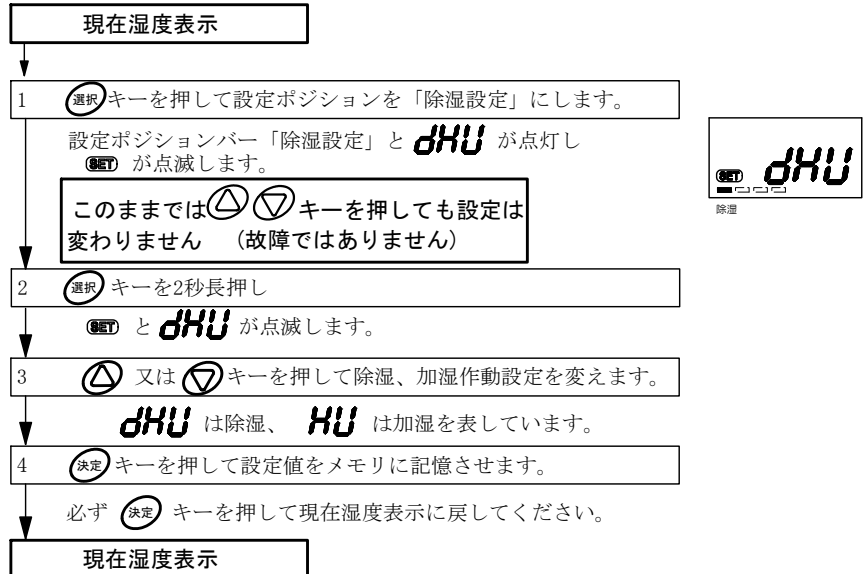 現在湿度表示
1 選択キーを押して設定ポジションを「除湿設定」にします。
設定ポジションバー「除湿設定」と dHU が点灯し
SET が点滅します。
SET dHU
除湿
このままでは△▽キーを押しても設定は
変わりません (故障ではありません)
2 選択キーを2秒長押し
SET と dHU が点滅します。
3 △ 又は ▽キーを押して除湿、加湿作動設定を変えます。
dHU は除湿、 HU は加湿を表しています。
4 決定キーを押して設定値をメモリに記憶させます。
必ず 決定 キーを押して現在湿度表示に戻してください。
現在湿度表示